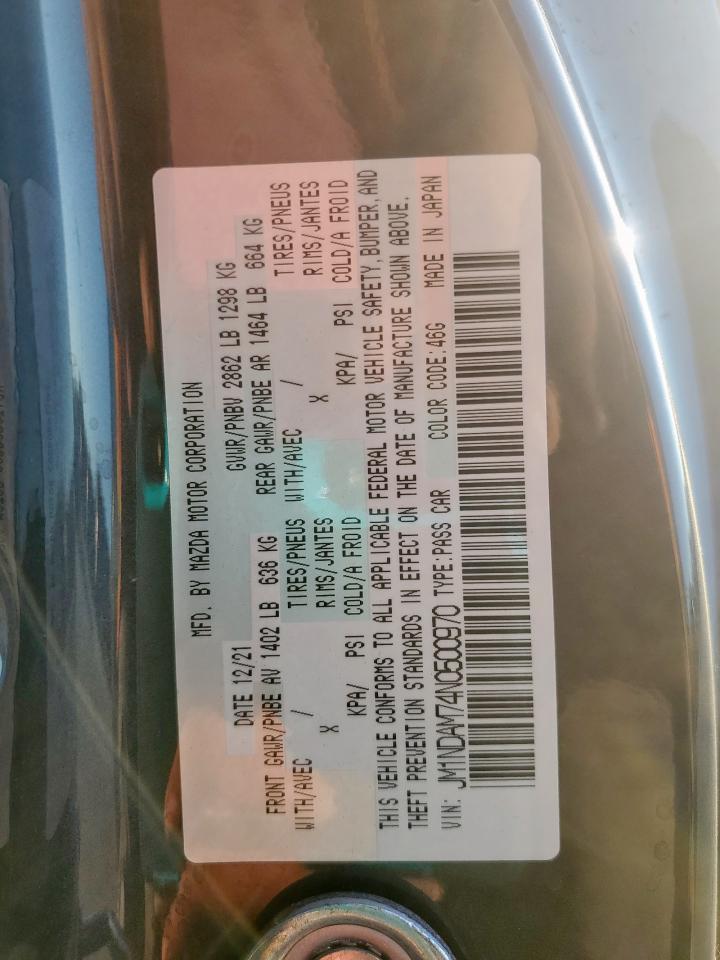 MFD. BY MAZDA MOTOR CORPORATION
DATE 12/21 GVWR/PNBV 2862 LB 1298 KG
FRONT GAWR/PNBE AV 1402 LB 636 KG REAR GAWR/PNBE AR 1464 LB 664 KG
WITH/AVEC / TIRES/PNEUS WITH/AVEC / TIRES/PNEUS
X RIMS/JANTES X RIMS/JANTES
KPA/ PSI COLD/A FROID KPA/ PSI COLD/A FROID
THIS VEHICLE CONFORMS TO ALL APPLICABLE FEDERAL MOTOR VEHICLE SAFETY,BUMPER,AND
THEFT PREVENTION STANDARDS IN EFFECT ON THE DATE OF MANUFACTURE SHOWN ABOVE.
VIN: JM1NDAM74N0500970 TYPE:PASS CAR COLOR CODE:46G MADE IN JAPAN